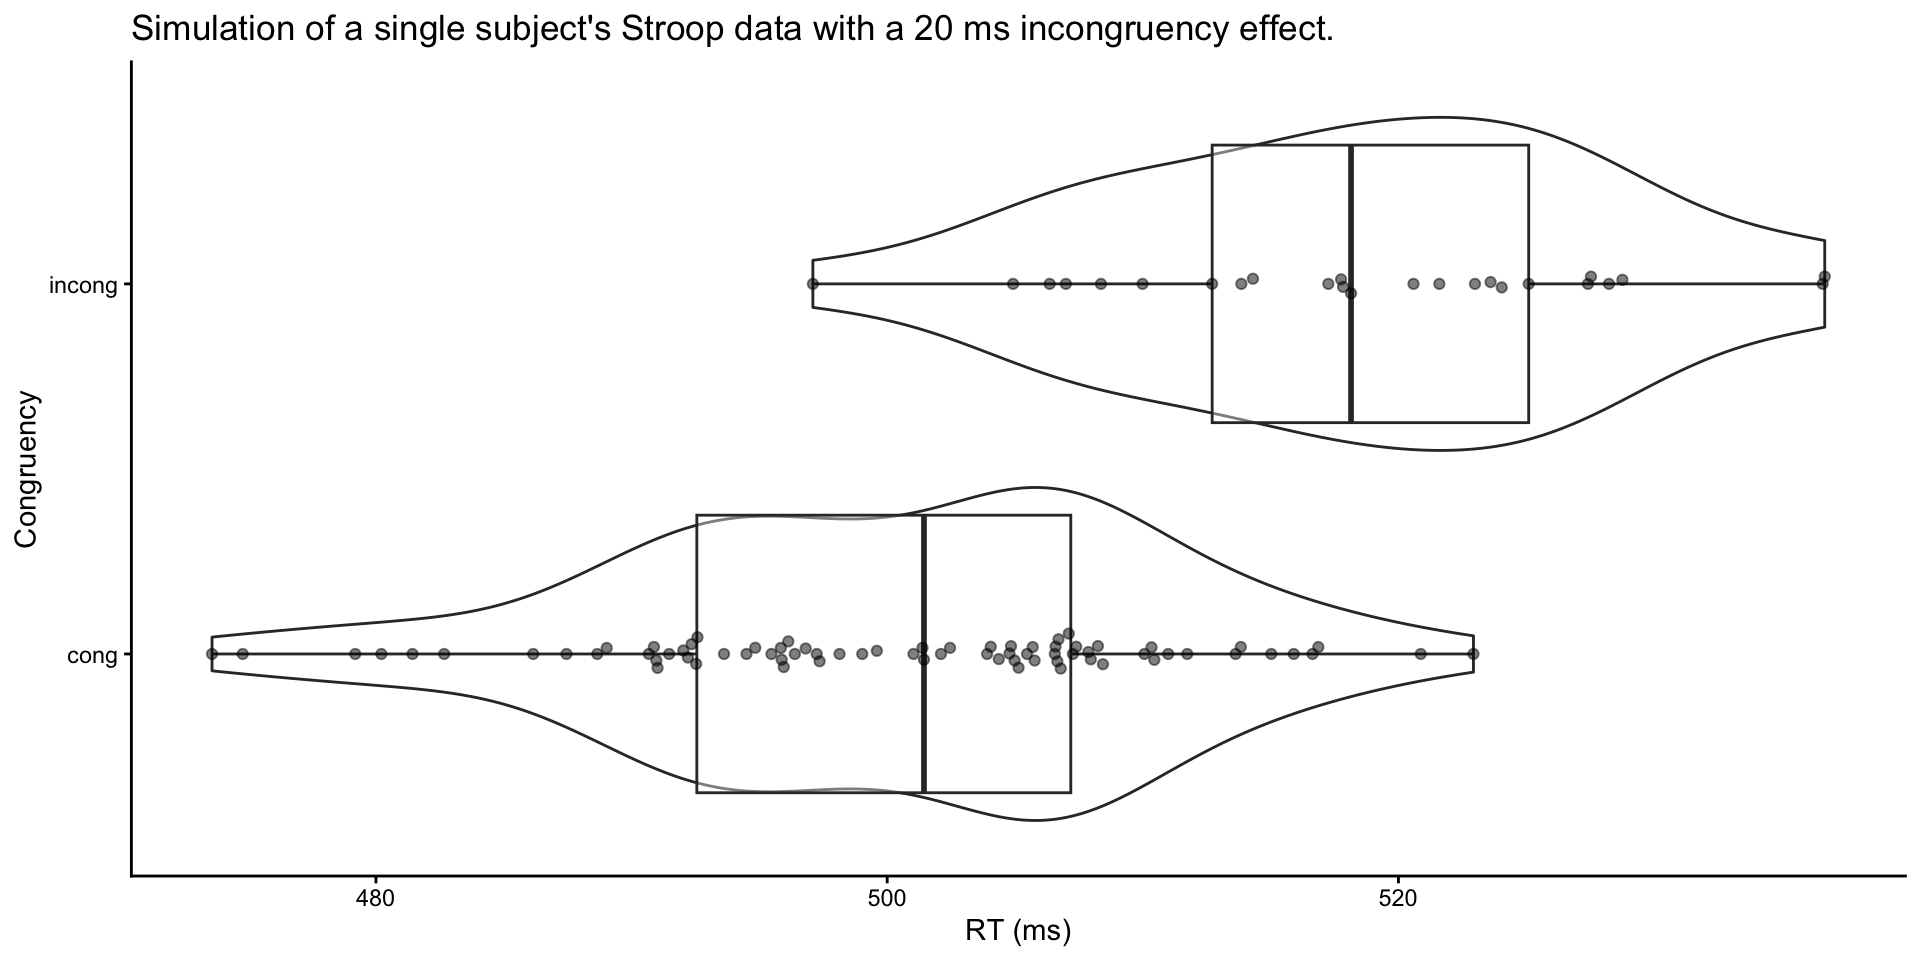 Simulation of a single subject's Stroop data with a 20 ms incongruency effect.
Congruency
incong
cong
480
500
520
RT (ms)